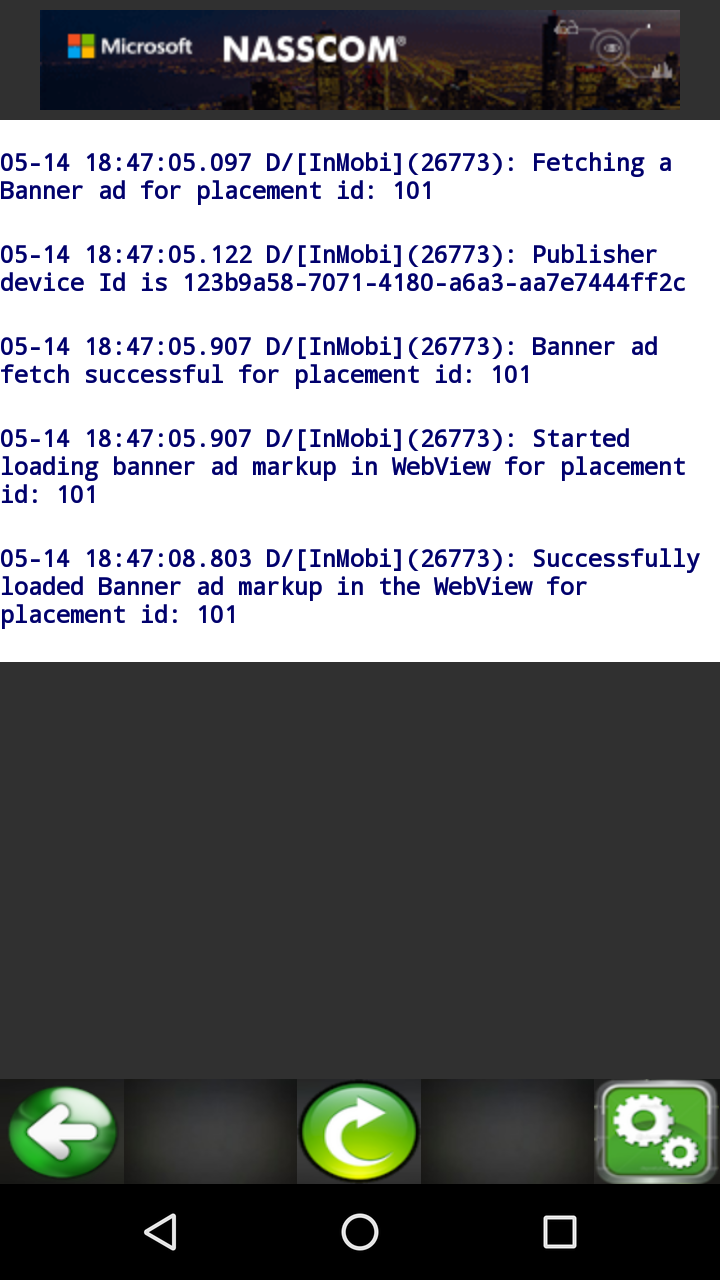 Microsoft NASSCOM®
05-14 18:47:05.097 D/[InMobi](26773): Fetching a
Banner ad for placement id: 101
05-14 18:47:05.122 D/[InMobi](26773): Publisher
device Id is 123b9a58-7071-4180-a6a3-aa7e7444ff2c
05-14 18:47:05.907 D/[InMobi](26773): Banner ad
fetch successful for placement id: 101
05-14 18:47:05.907 D/[InMobi](26773): Started
loading banner ad markup in WebView for placement
id: 101
05-14 18:47:08.803 D/[InMobi](26773): Successfully
loaded Banner ad markup in the WebView for
placement id: 101